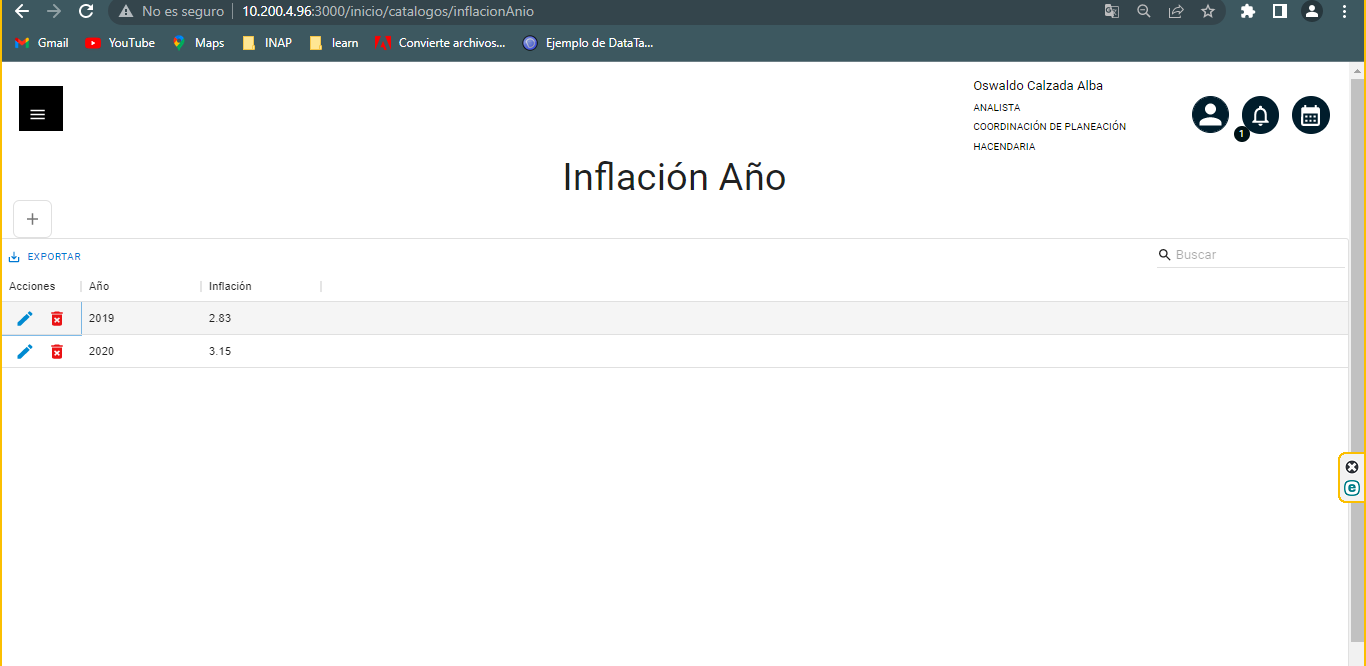 No es seguro 10.200.4.96:3000/inicio/catalogos/inflacionAnio
Gmail YouTube Maps INAP learn Convierte archivos... Ejemplo de DataTa...
Oswaldo Calzada Alba
ANALISTA
COORDINACIÓN DE PLANEACIÓN
HACENDARIA
1
Inflación Año
+
EXPORTAR Buscar
Acciones Año Inflación
2019 2.83
2020 3.15
e